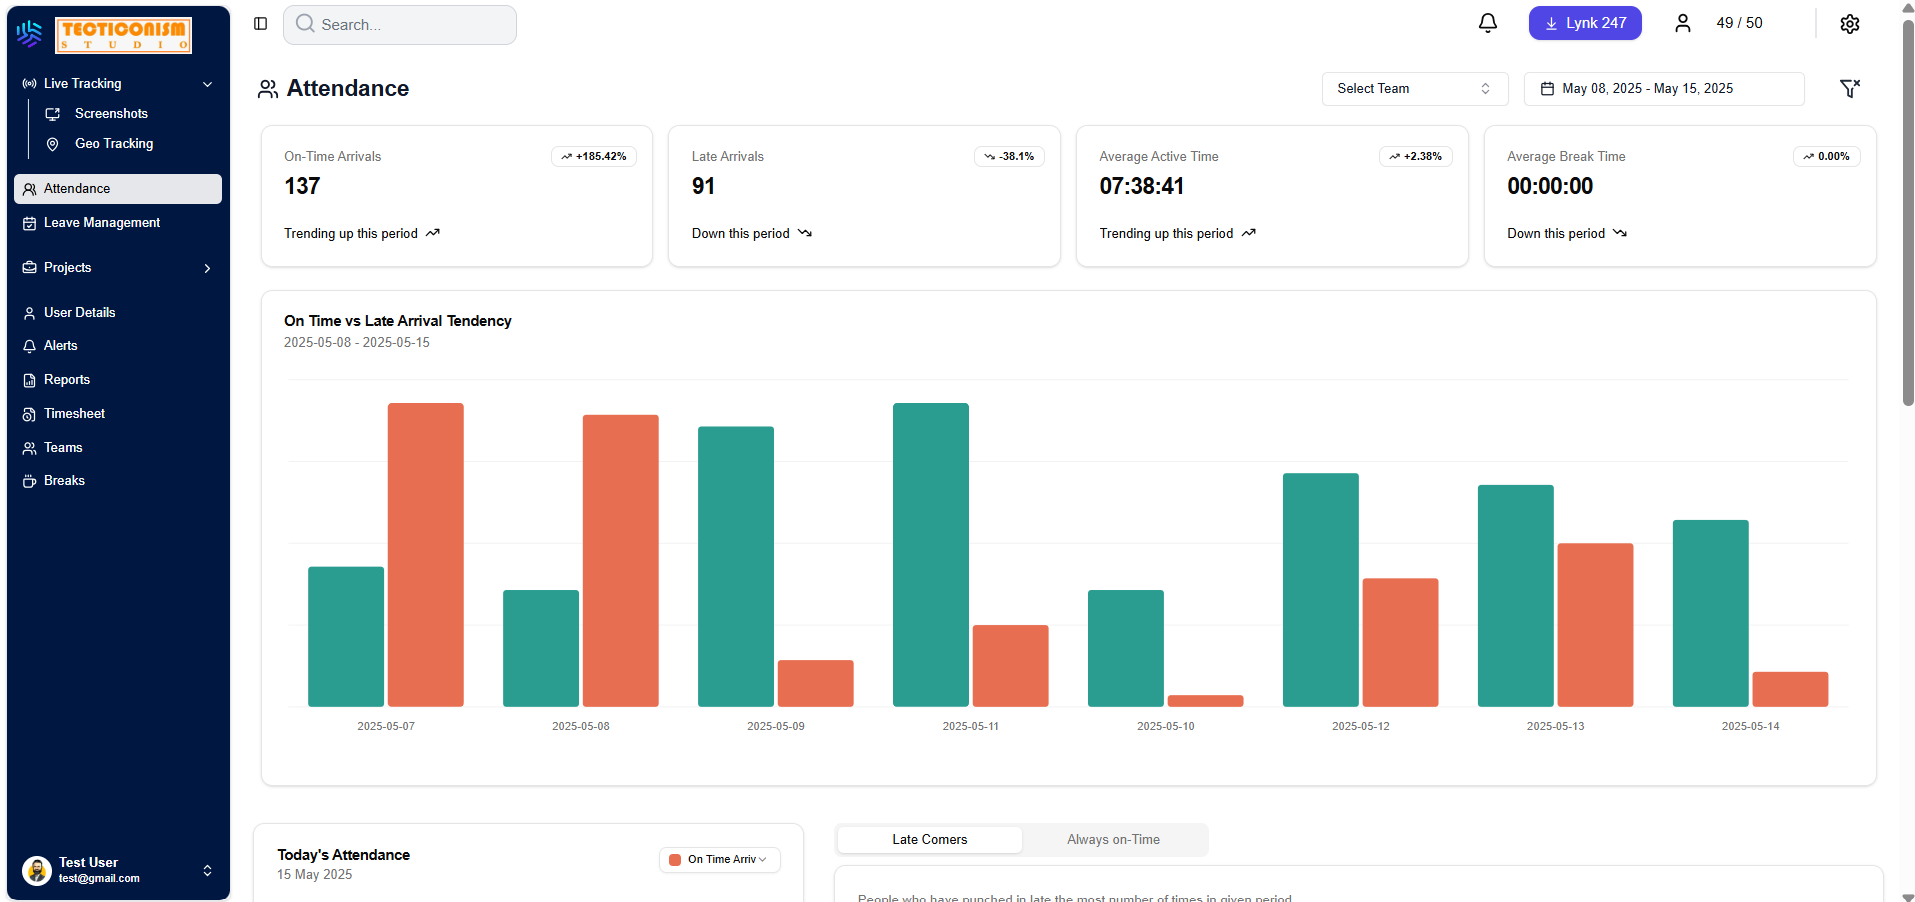 TECTICONISM
STUDIO
Live Tracking
Screenshots
Geo Tracking
Attendance
Leave Management
Projects
User Details
Alerts
Reports
Timesheet
Teams
Breaks
Test User
test@gmail.com
Search...
Lynk 247
49 / 50
Attendance
Select Team
May 08, 2025 - May 15, 2025
On-Time Arrivals
+185.42%
137
Trending up this period
Late Arrivals
-38.1%
91
Down this period
Average Active Time
+2.38%
07:38:41
Trending up this period
Average Break Time
0.00%
00:00:00
Down this period
On Time vs Late Arrival Tendency
2025-05-08 - 2025-05-15
2025-05-07
2025-05-08
2025-05-09
2025-05-11
2025-05-10
2025-05-12
2025-05-13
2025-05-14
Today's Attendance
15 May 2025
On Time Arriv
Late Comers
Always on-Time
People who have punched in late the most number of times in given period